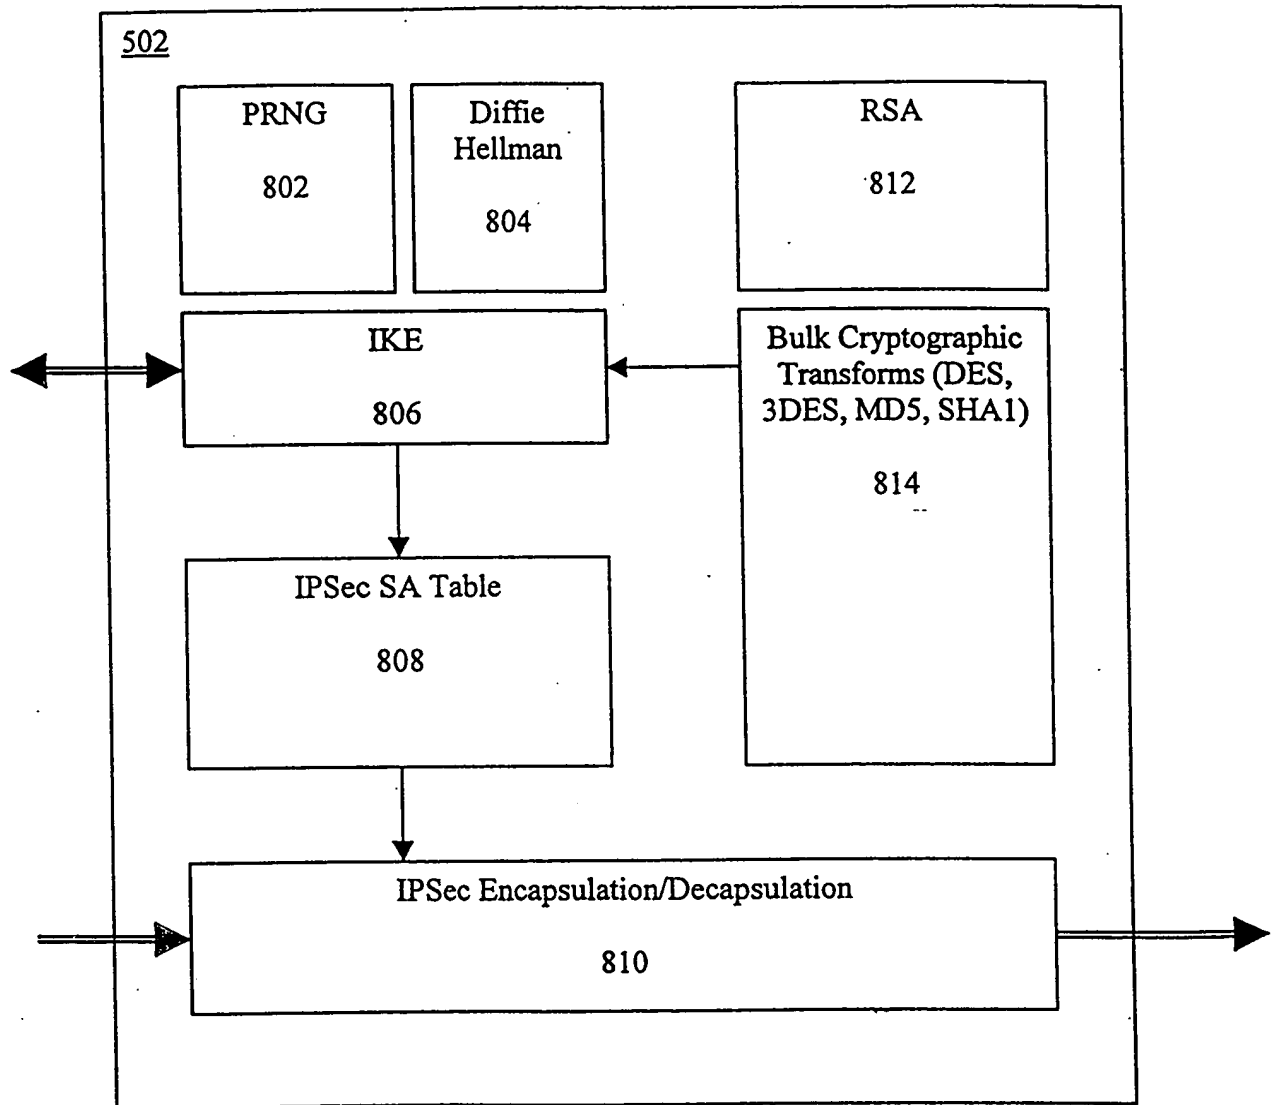 502
PRNG
802
Diffie
Hellman
804
RSA
812
IKE
806
Bulk Cryptographic
Transforms (DES,
3DES, MD5, SHA1)
814
IPSec SA Table
808
IPSec Encapsulation/Decapsulation
810